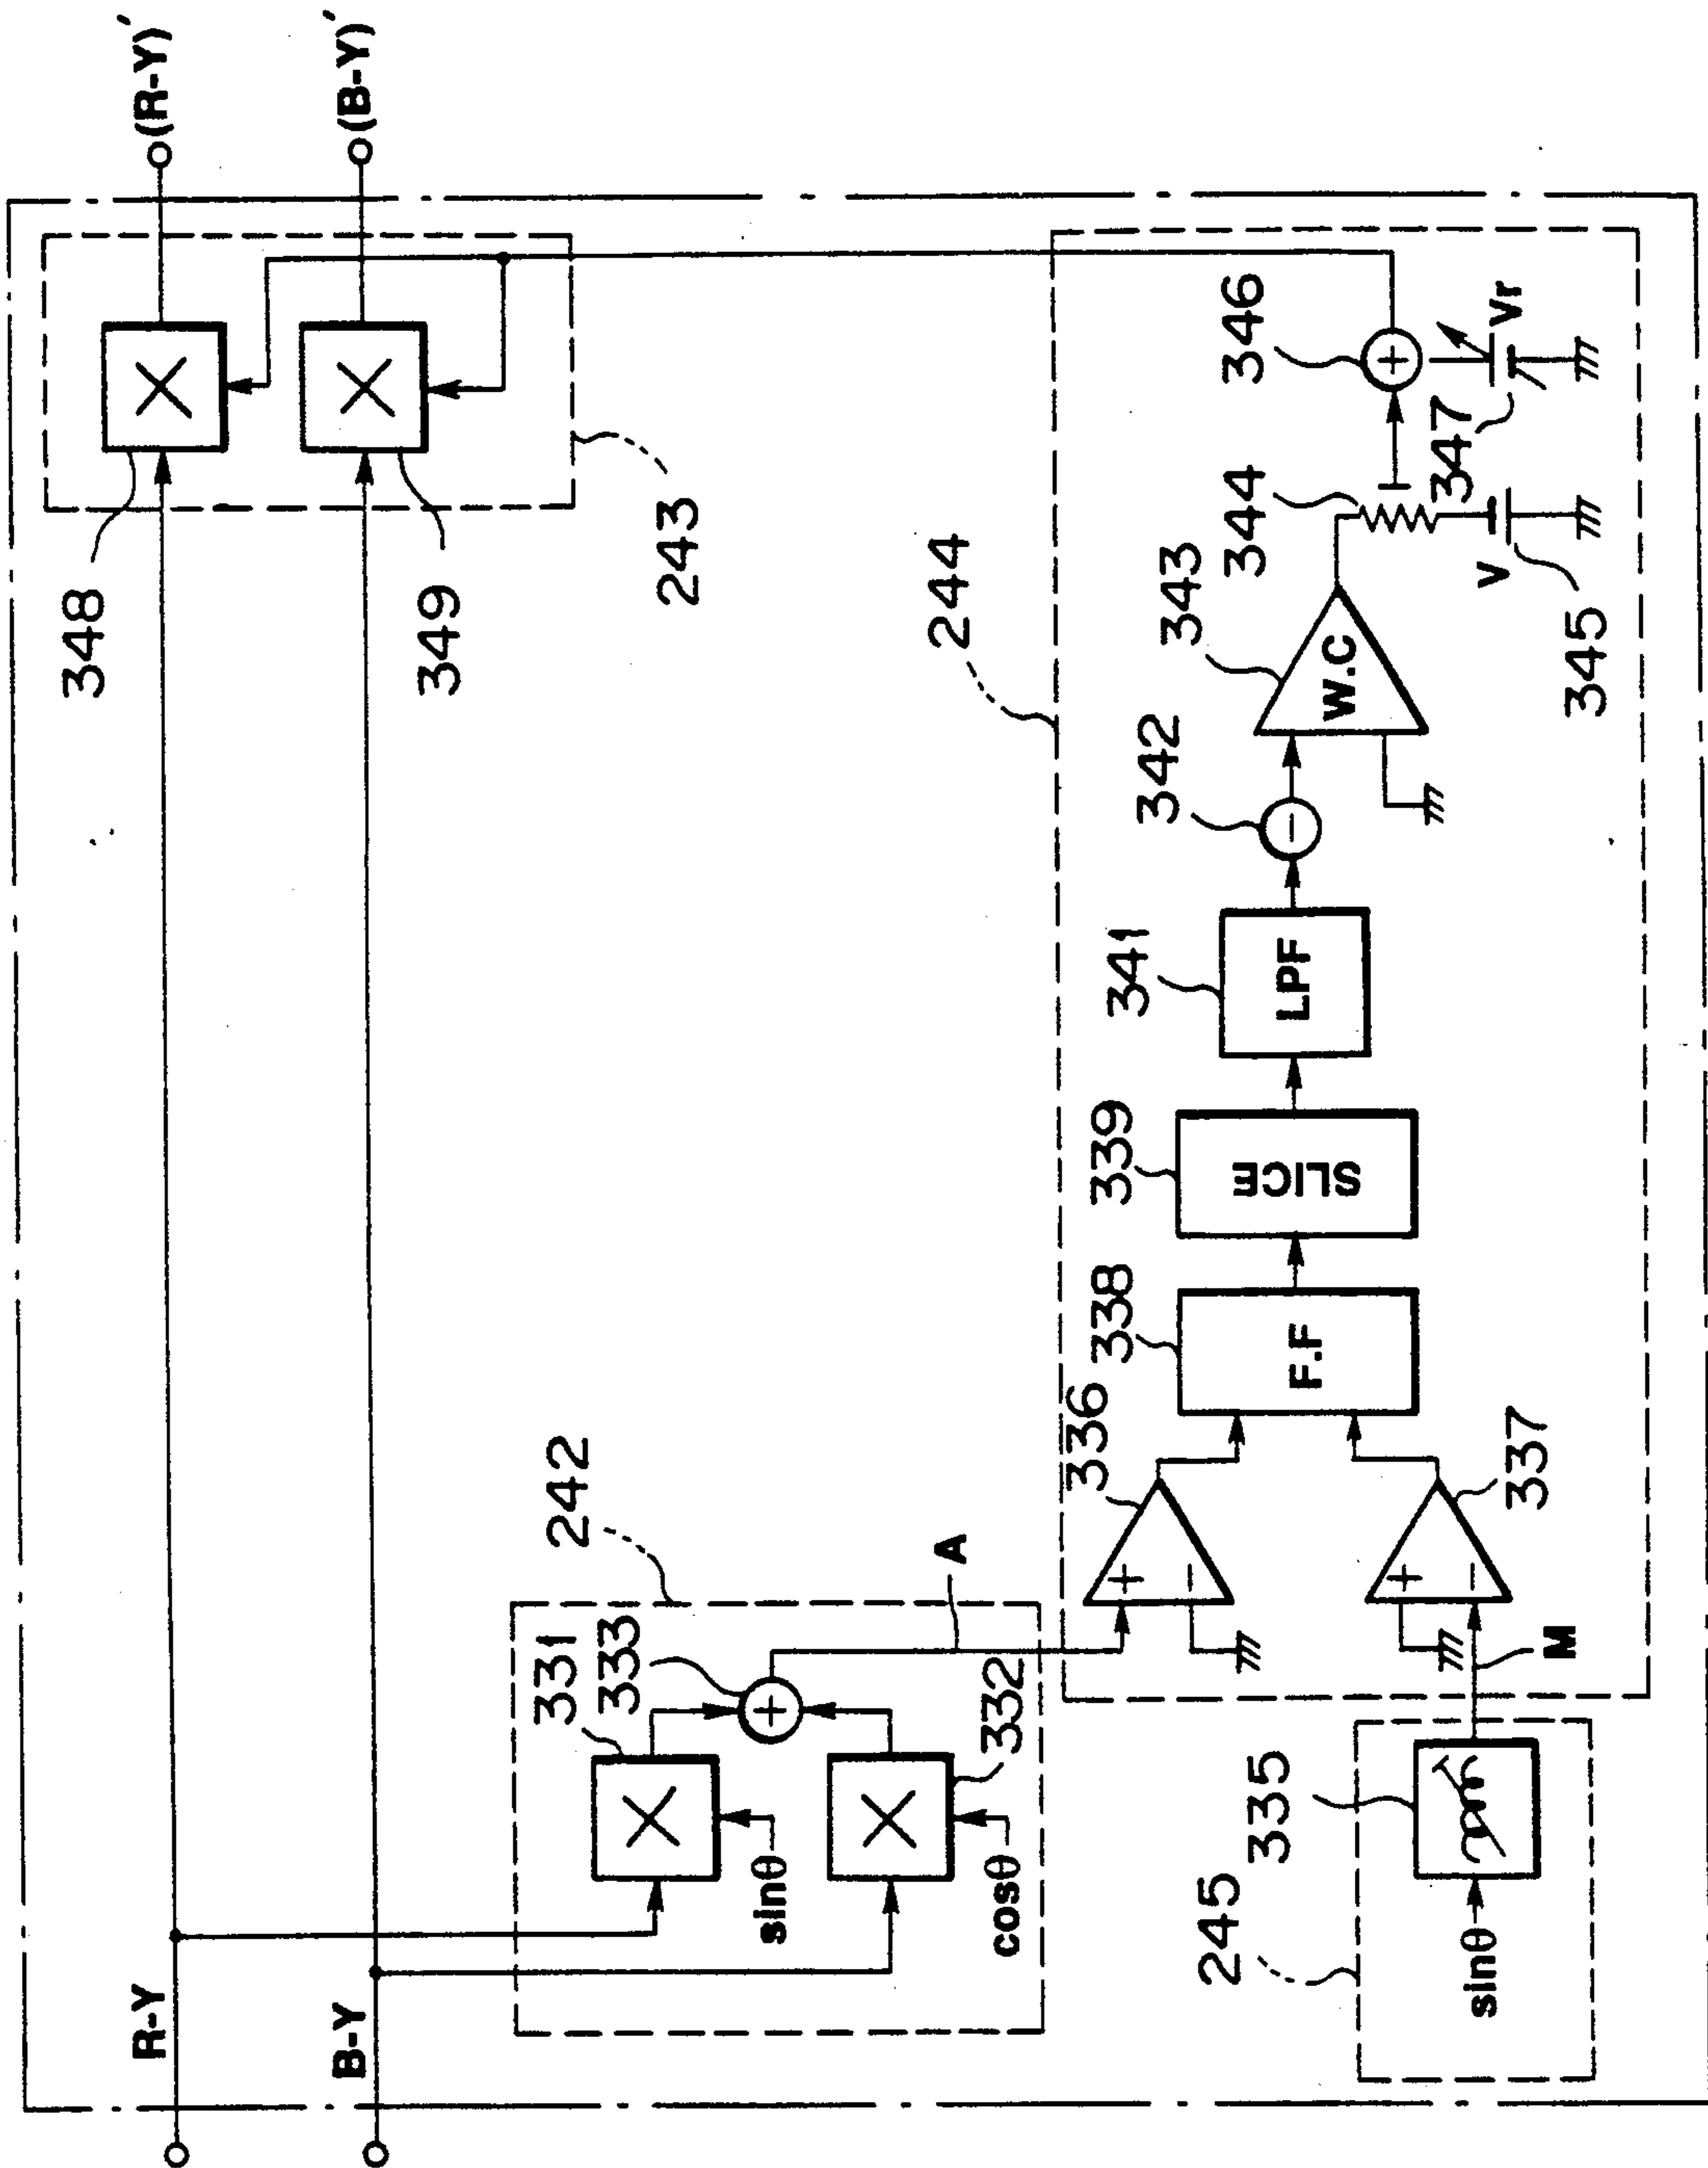 R-Y
(R-Y)′
B-Y
(B-Y)′
348
349
243
242
331
333
332
sinθ
cosθ
A
244
336
337
338
F.F
339
SLICE
341
LPF
342
343
W.C
344
346
V
345
347
Vr
245
335
sinθ
M